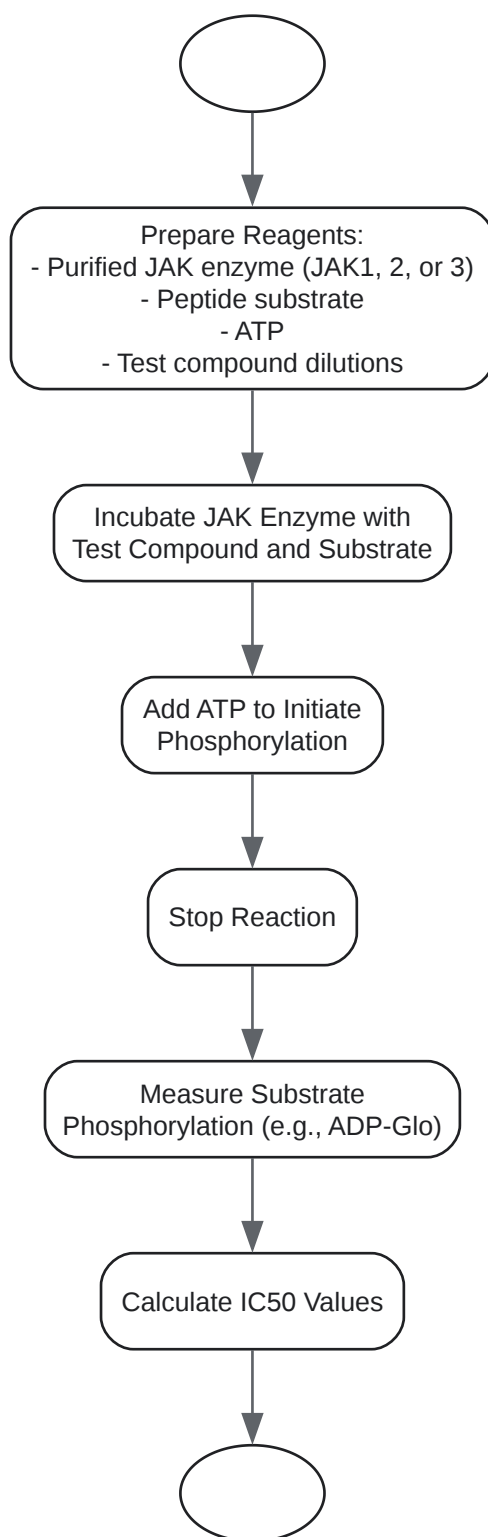 Prepare Reagents:
- Purified JAK enzyme (JAK1, 2, or 3)
- Peptide substrate
- ATP
- Test compound dilutions
Incubate JAK Enzyme with
Test Compound and Substrate
Add ATP to Initiate
Phosphorylation
Stop Reaction
Measure Substrate
Phosphorylation (e.g., ADP-Glo)
Calculate IC50 Values